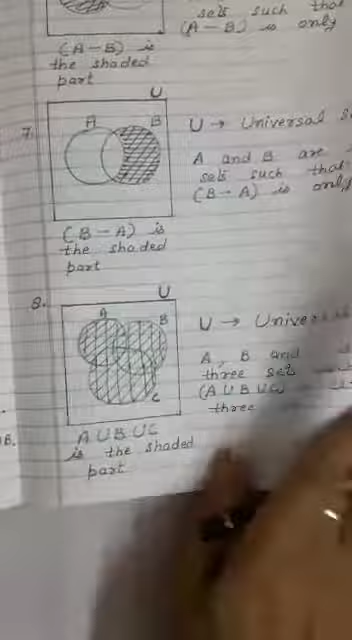 sets such that
(A - B) is only
(A - B) is
the shaded
part
U
7.
A
B
U → Universal
A and B are
sets such that
(B - A) is only
(B - A) is
the shaded
part
8.
U
A
B
C
U →
A, B and
three sets
(A U B U C)
three
A U B U C
is the shaded
part